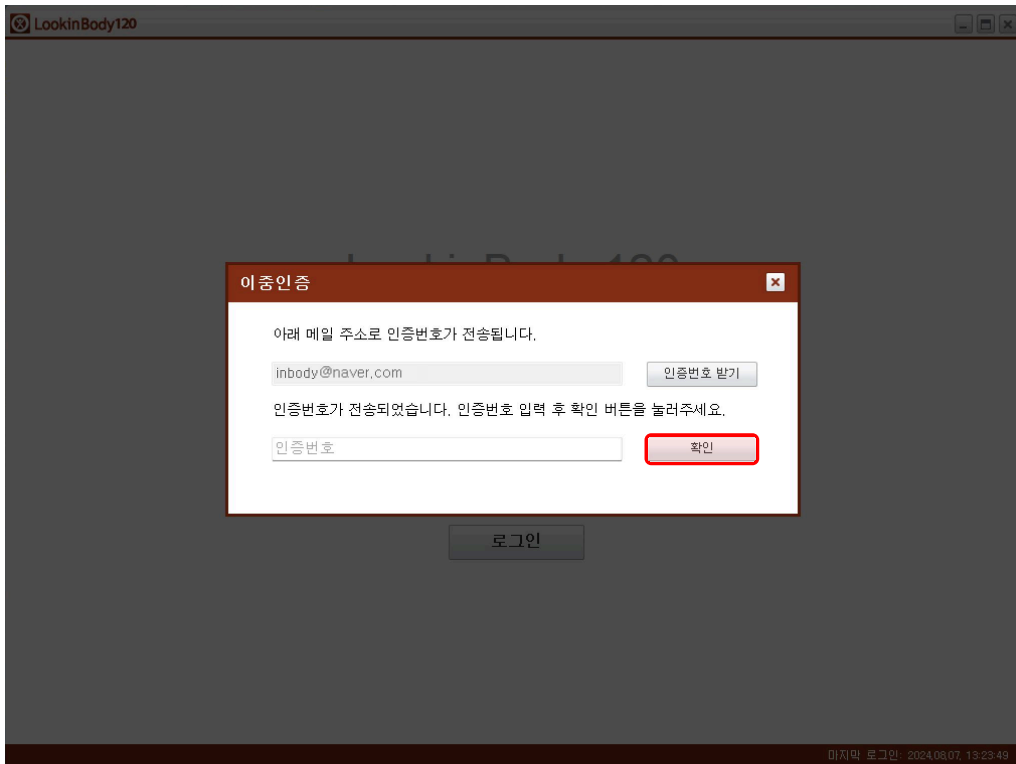 LookinBody120
LookinBody120
이중인증
아래 메일 주소로 인증번호가 전송됩니다.
inbody@naver.com
인증번호 받기
인증번호가 전송되었습니다. 인증번호 입력 후 확인 버튼을 눌러주세요.
인증번호
확인
로그인
마지막 로그인: 2024.08.07. 13:23:49